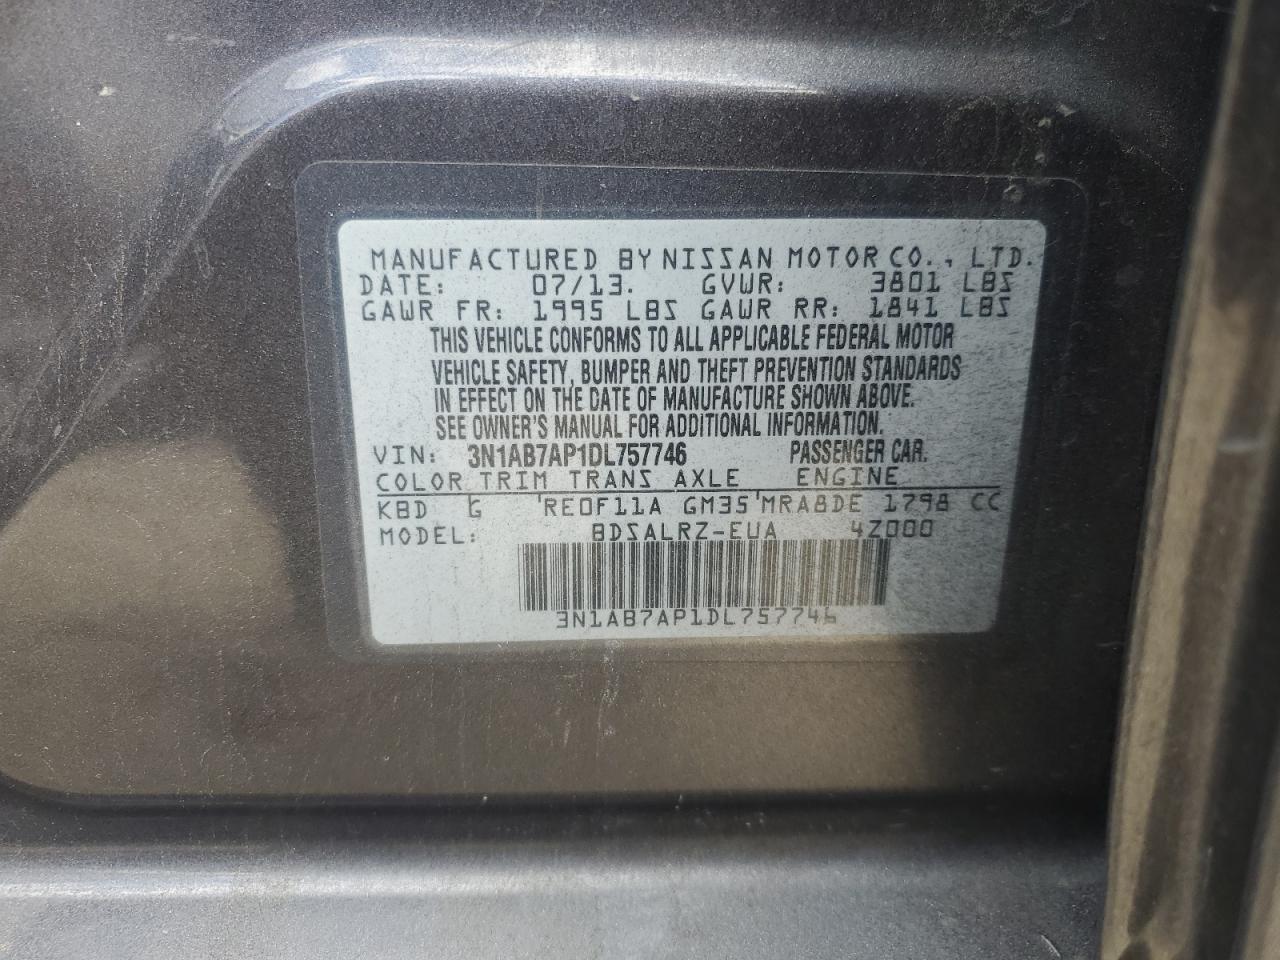 MANUFACTURED BY NISSAN MOTOR CO., LTD.
DATE: 07/13. GVWR: 3801 LBS
GAWR FR: 1995 LBS GAWR RR: 1841 LBS
THIS VEHICLE CONFORMS TO ALL APPLICABLE FEDERAL MOTOR
VEHICLE SAFETY, BUMPER AND THEFT PREVENTION STANDARDS
IN EFFECT ON THE DATE OF MANUFACTURE SHOWN ABOVE.
SEE OWNER'S MANUAL FOR ADDITIONAL INFORMATION.
VIN: 3N1AB7AP1DL757746 PASSENGER CAR.
COLOR TRIM TRANS AXLE ENGINE
KBD G 'RE0F11A GM35'MRA8DE 1798 CC
MODEL: BDSALRZ-EUA 4Z000
3N1AB7AP1DL757746